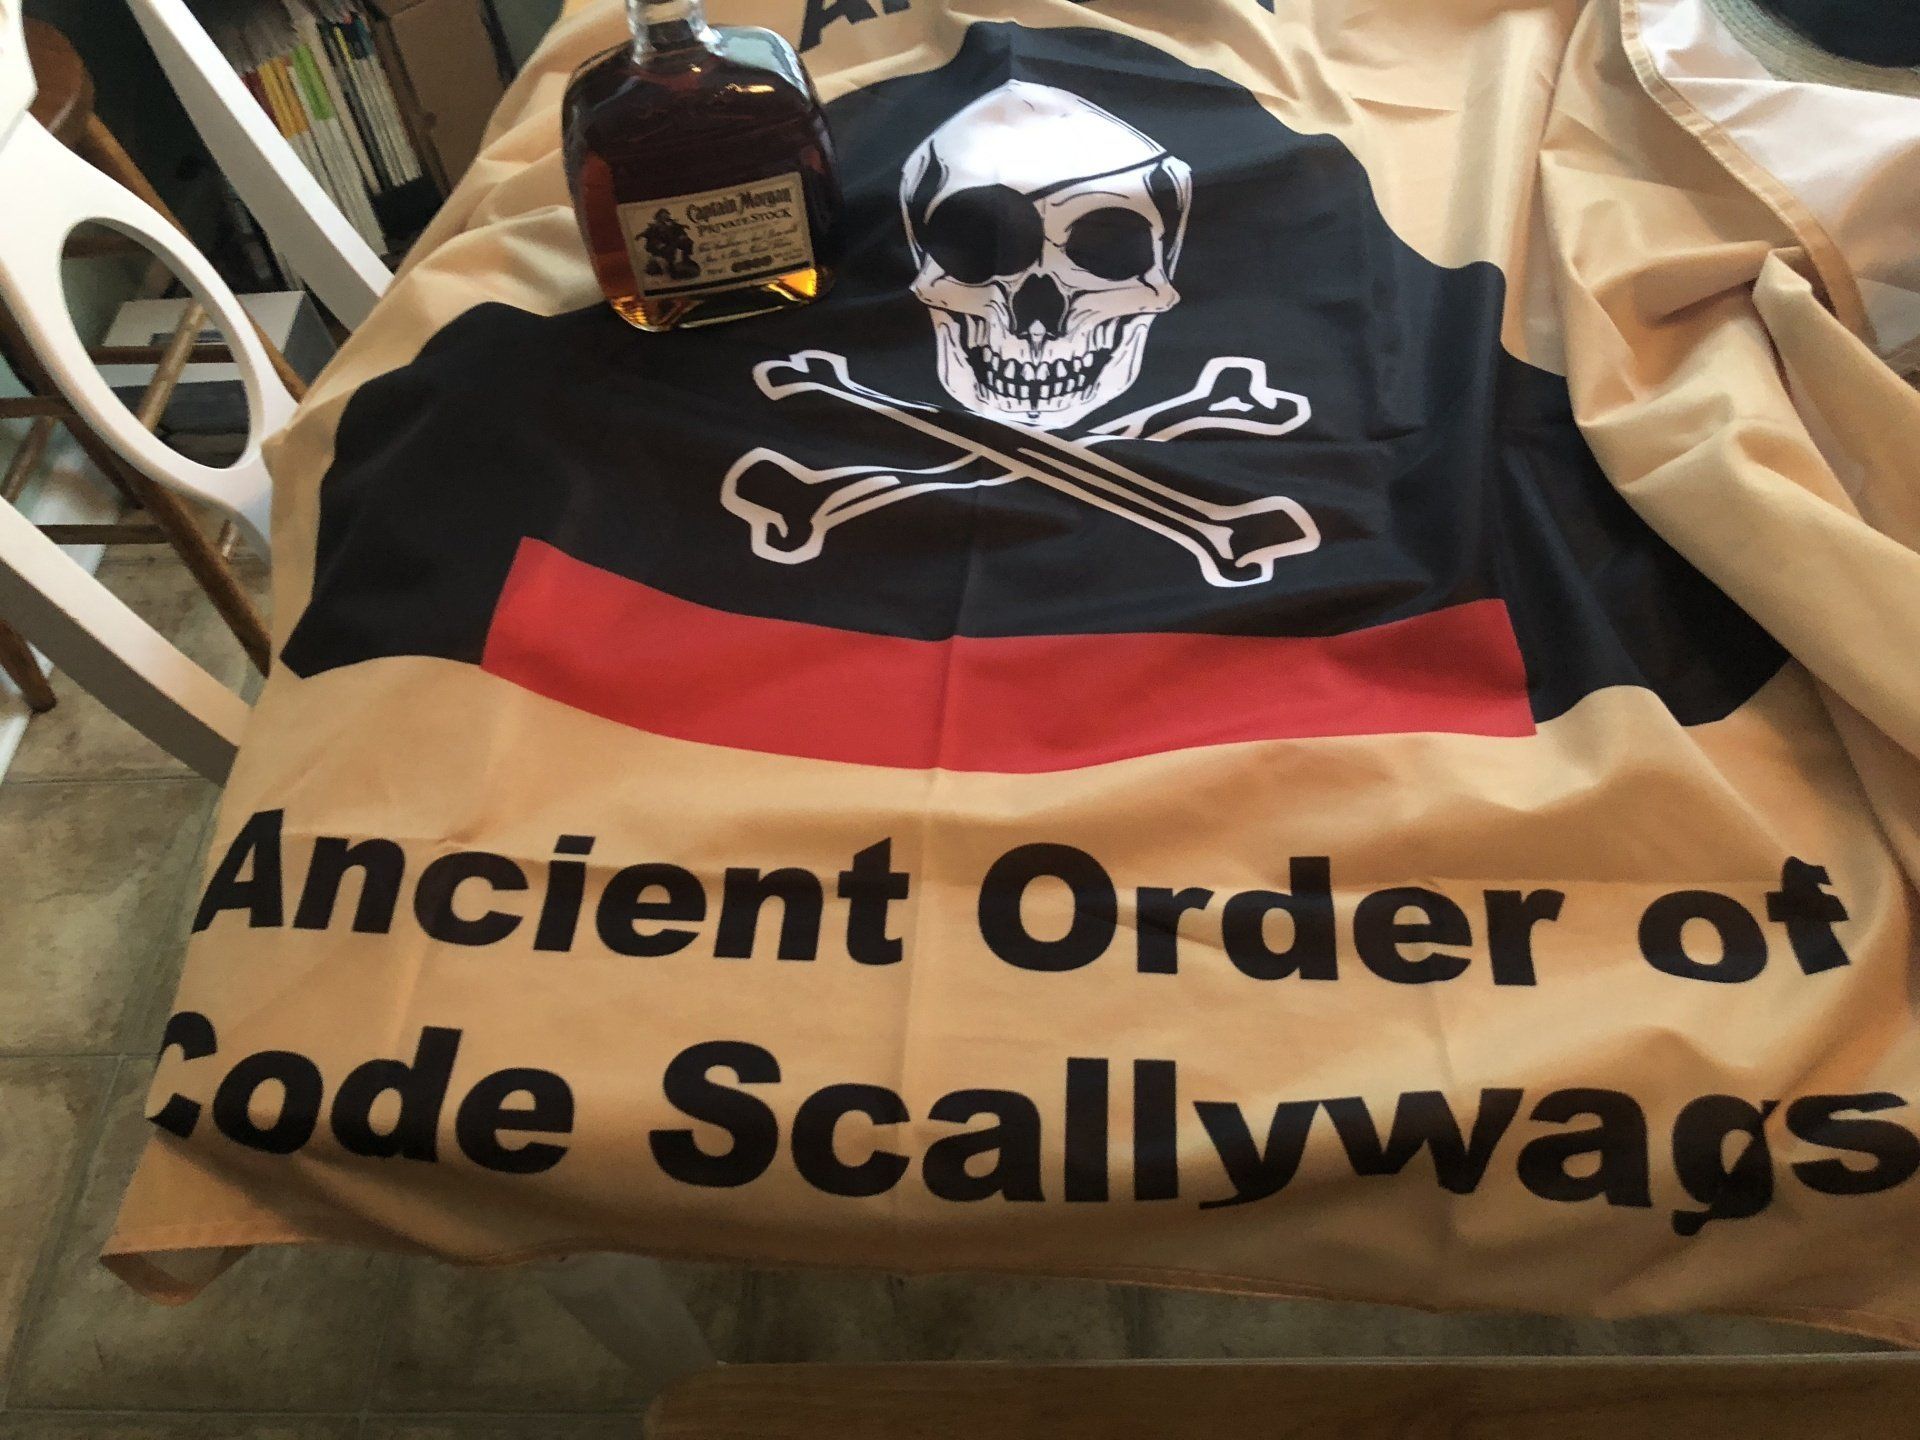 Captain Morgan
PRIVATE STOCK
Ancient Order of
Code Scallywags